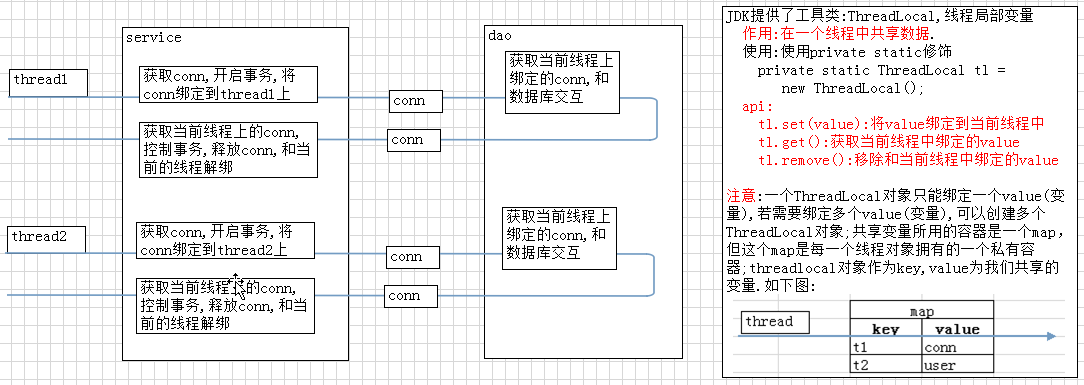 service
thread1
获取conn,开启事务,将
conn绑定到thread1上
conn
获取当前线程上的conn,
控制事务,释放conn,和当
前的线程解绑
conn
dao
获取当前线程上
绑定的conn,和
数据库交互
thread2
获取conn,开启事务,将
conn绑定到thread2上
conn
获取当前线程的conn,
控制事务,释放conn,和当
前的线程解绑
conn
获取当前线程上
绑定的conn,和
数据库交互
JDK提供了工具类:ThreadLocal,线程局部变量
作用:在一个线程中共享数据.
使用:使用private static修饰
private static ThreadLocal tl =
new ThreadLocal();
api:
tl.set(value):将value绑定到当前线程中
tl.get():获取当前线程中绑定的value
tl.remove():移除和当前线程中绑定的value
注意:一个ThreadLocal对象只能绑定一个value(变
量),若需要绑定多个value(变量),可以创建多个
ThreadLocal对象;共享变量所用的容器是一个map,
但这个map是每一个线程对象拥有的一个私有容
器;threadlocal对象作为key,value为我们共享的
变量.如下图:
thread
map
key value
t1 conn
t2 user